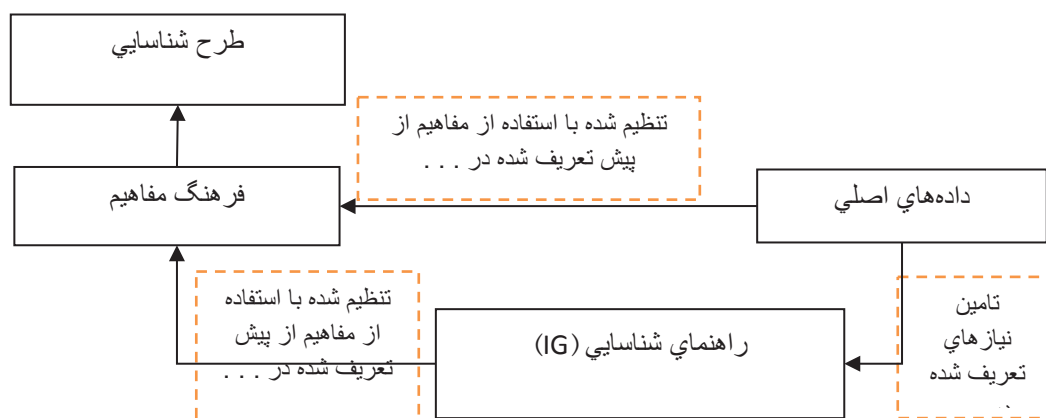 طرح شناسايي
تنظيم شده با استفاده از مفاهيم از
پيش تعريف شده در . . .
فرهنگ مفاهيم
داده‌هاي اصلي
تنظيم شده با استفاده
از مفاهيم از پيش
تعريف شده در . . .
راهنماي شناسايي (IG)
تامين
نيازهاي
تعريف شده